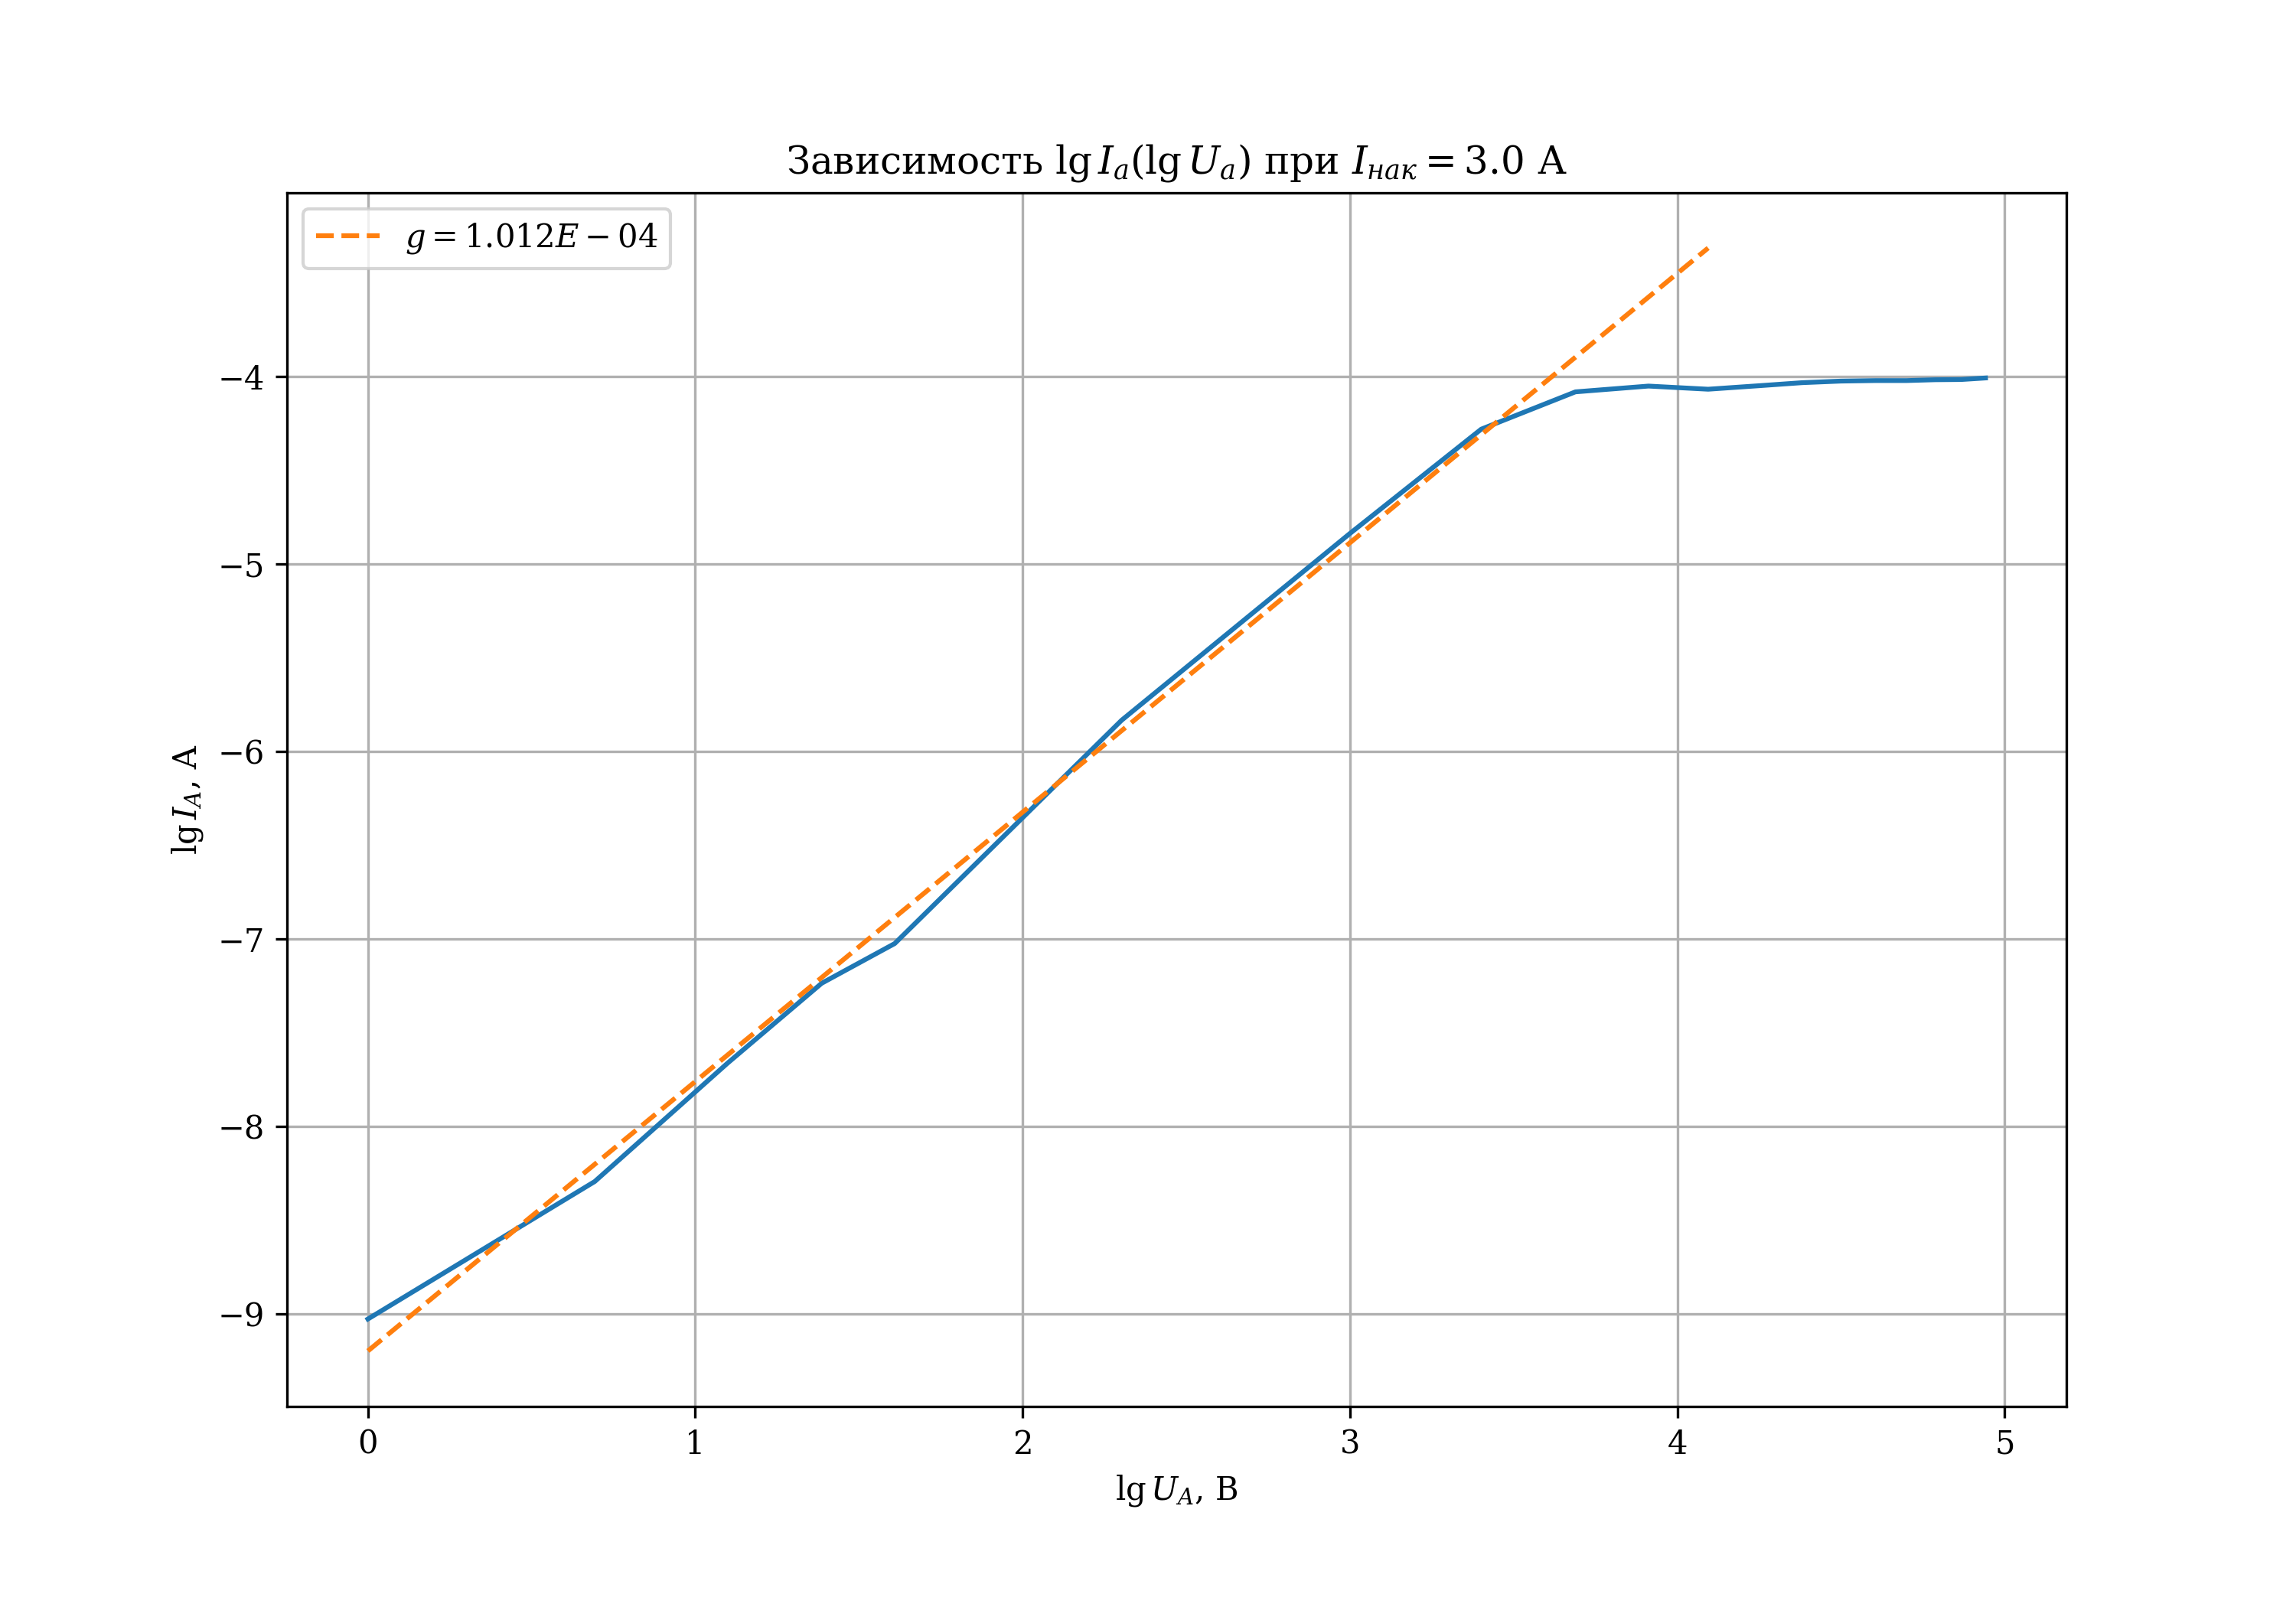 Зависимость lg I_a(lg U_a) при I_нак = 3.0 А
g = 1.012E − 04
−4
−5
−6
−7
−8
−9
lg I_A, А
0 1 2 3 4 5
lg U_A, В